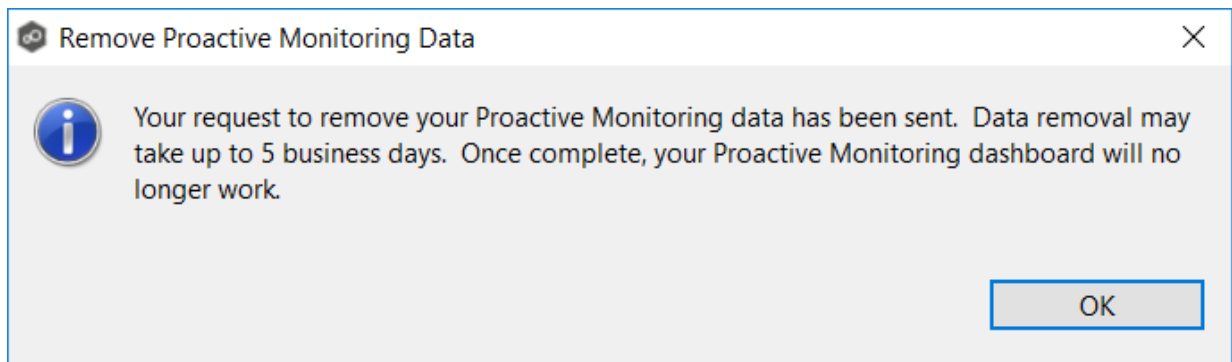 Remove Proactive Monitoring Data
Your request to remove your Proactive Monitoring data has been sent.  Data removal may
take up to 5 business days.  Once complete, your Proactive Monitoring dashboard will no
longer work.
OK